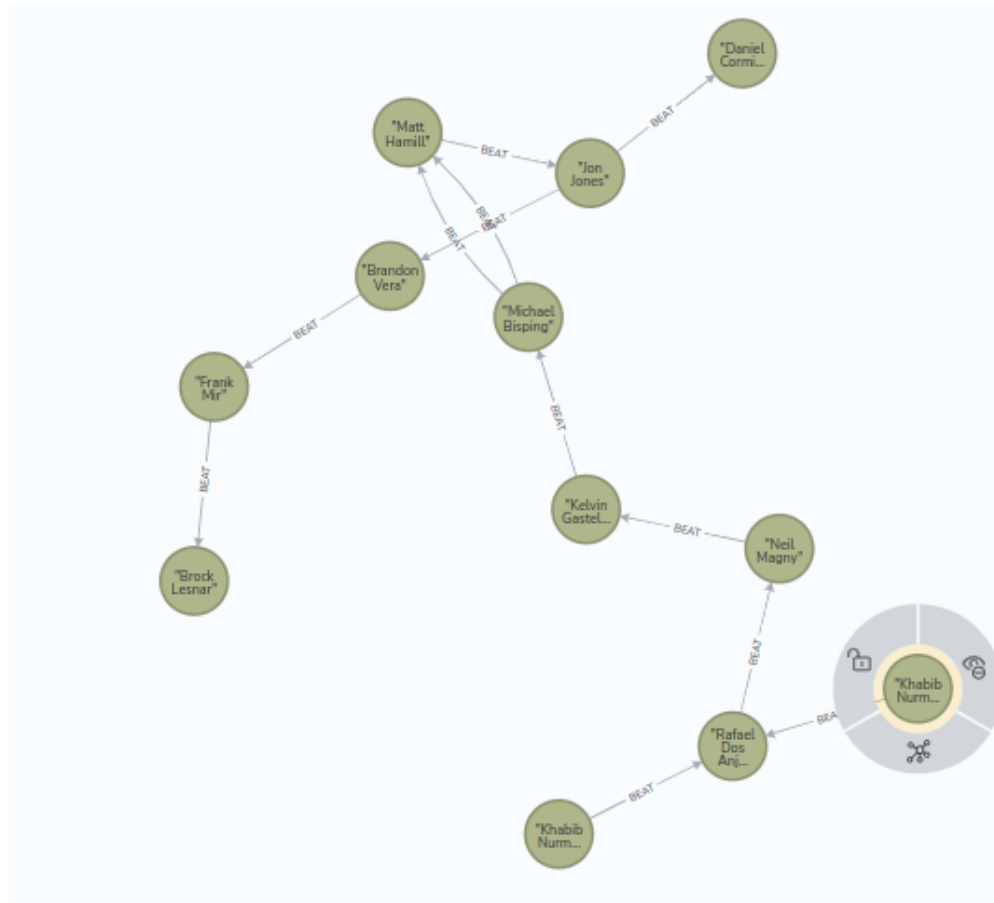 "Daniel
Cormi...
BEAT
"Matt
Hamill"
BEAT
"Jon
Jones"
BEAT
BEAT
BEAT
"Brandon
Vera"
"Michael
Bisping"
BEAT
"Frank
Mir"
BEAT
BEAT
"Kelvin
Gastel...
BEAT
"Neil
Magny"
"Brock
Lesnar"
BEAT
"Khabib
Nurm...
BEA
"Rafael
Dos
Anj...
BEAT
"Khabib
Nurm...